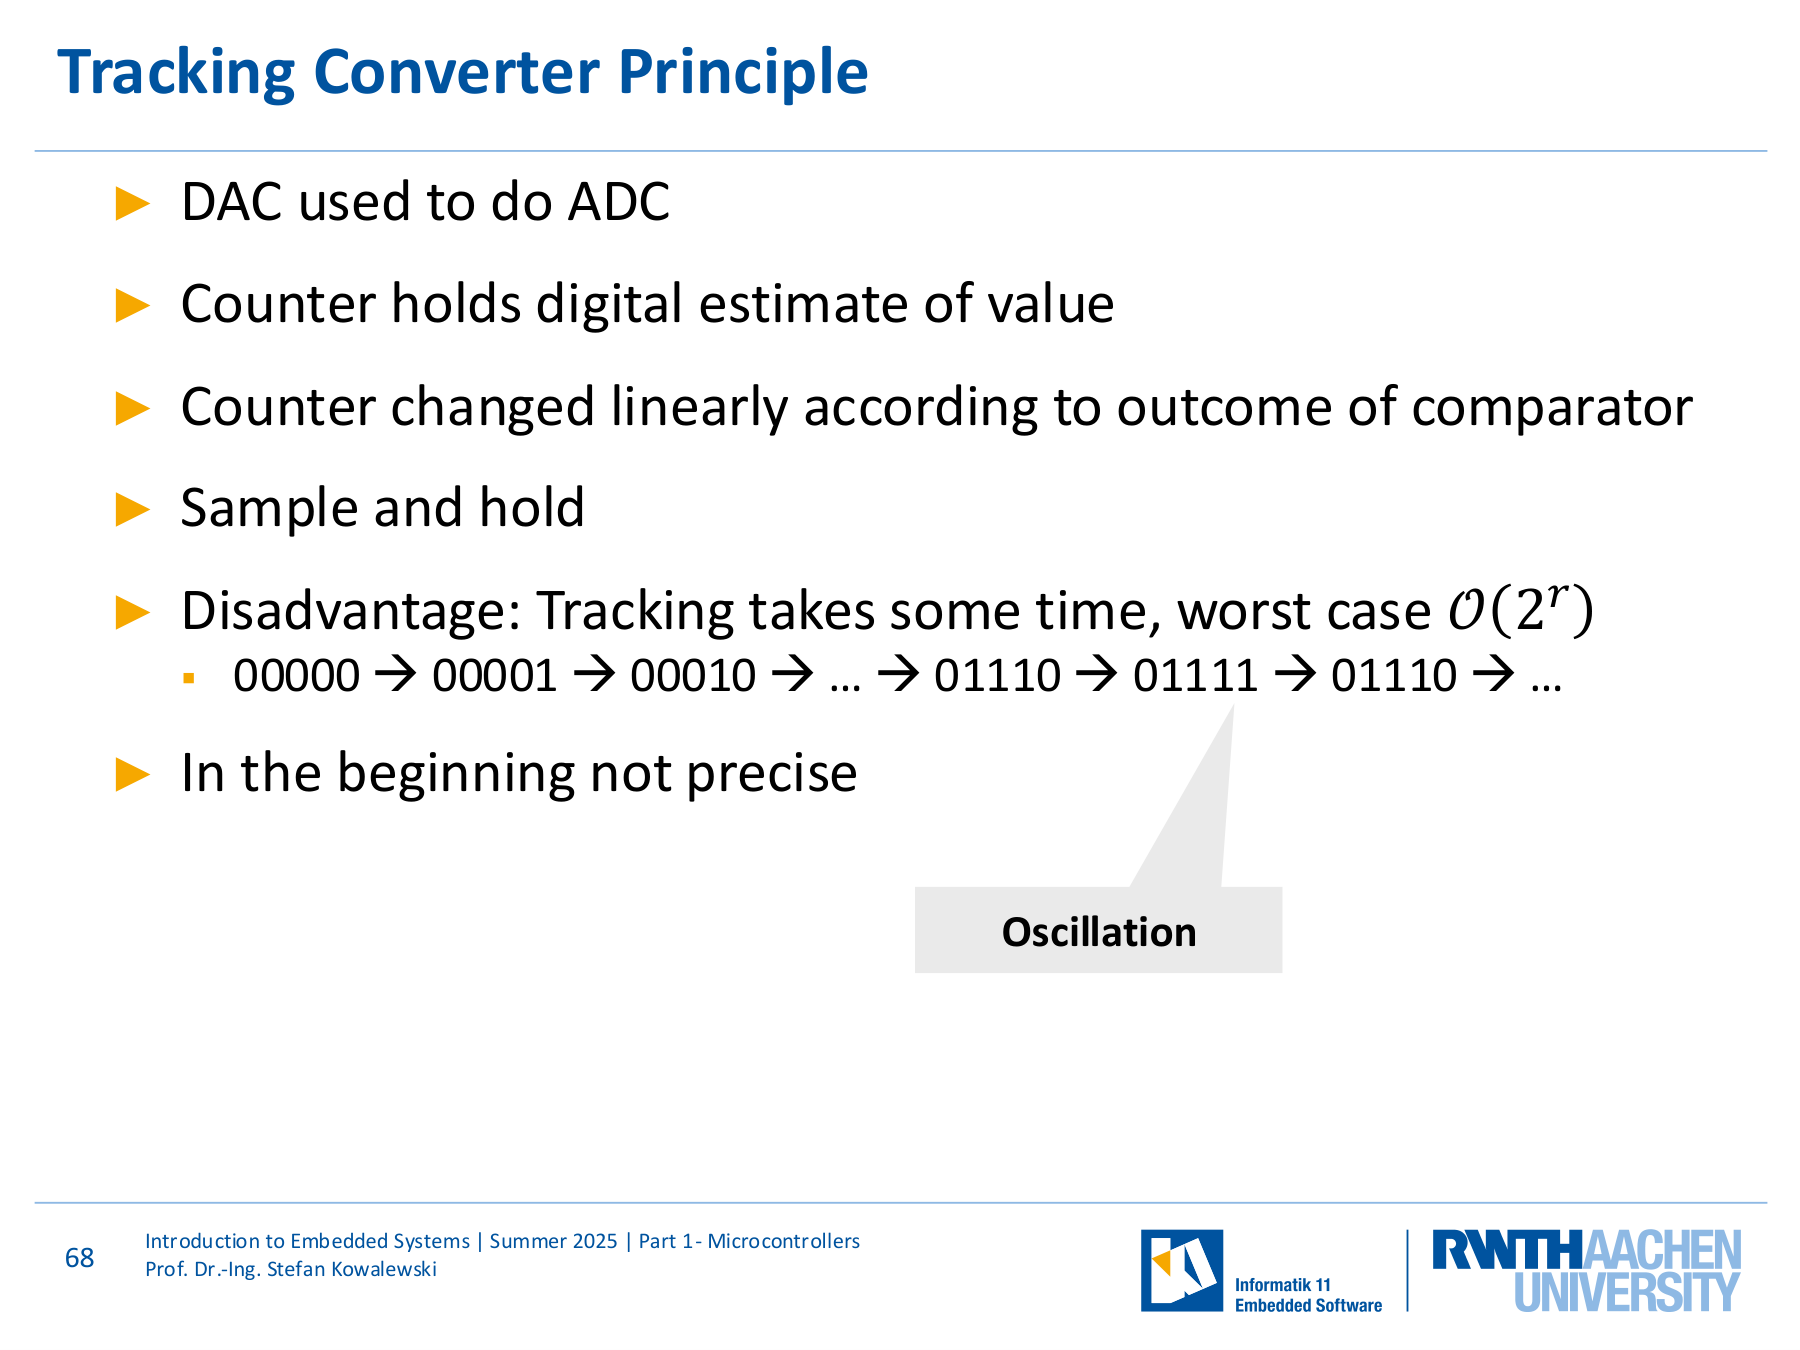 Tracking Converter Principle
► DAC used to do ADC
► Counter holds digital estimate of value
► Counter changed linearly according to outcome of comparator
► Sample and hold
► Disadvantage: Tracking takes some time, worst case 𝒪(2^r)
▪ 00000 → 00001 → 00010 → … → 01110 → 01111 → 01110 → …
► In the beginning not precise
Oscillation
68
Introduction to Embedded Systems | Summer 2025 | Part 1- Microcontrollers
Prof. Dr.-Ing. Stefan Kowalewski
Informatik 11
Embedded Software
RWTH AACHEN
UNIVERSITY